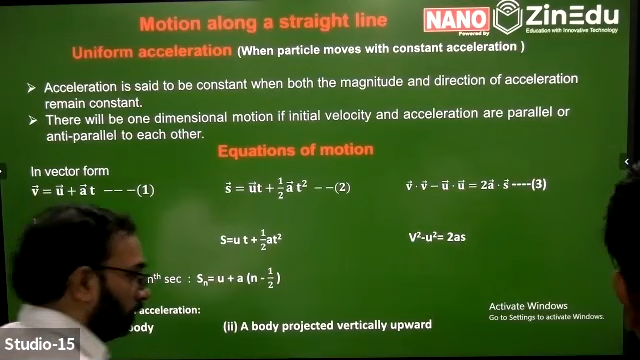 Motion along a straight line
NANO
Powered by
ZinEdu
Education with Innovative Technology
Uniform acceleration (When particle moves with constant acceleration )
➢ Acceleration is said to be constant when both the magnitude and direction of acceleration
remain constant.
➢ There will be one dimensional motion if initial velocity and acceleration are parallel or
anti-parallel to each other.
Equations of motion
In vector form
v⃗ = u⃗ + a⃗ t --- -(1)
s⃗ = u⃗t + 1/2 a⃗ t² - -(2)
v⃗ · v⃗ − u⃗ · u⃗ = 2a⃗ · s⃗ ----(3)
S=u t + 1/2 at²
V²-u²= 2as
nᵗʰ sec : Sₙ= u + a (n - 1/2)
acceleration:
body
(ii) A body projected vertically upward
Activate Windows
Go to Settings to activate Windows.
Studio-15